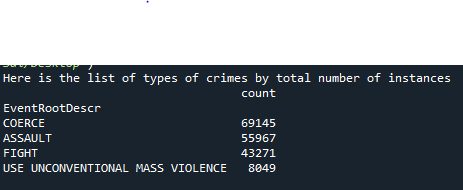 Here is the list of types of crimes by total number of instances
count
EventRootDescr
COERCE 69145
ASSAULT 55967
FIGHT 43271
USE UNCONVENTIONAL MASS VIOLENCE 8049